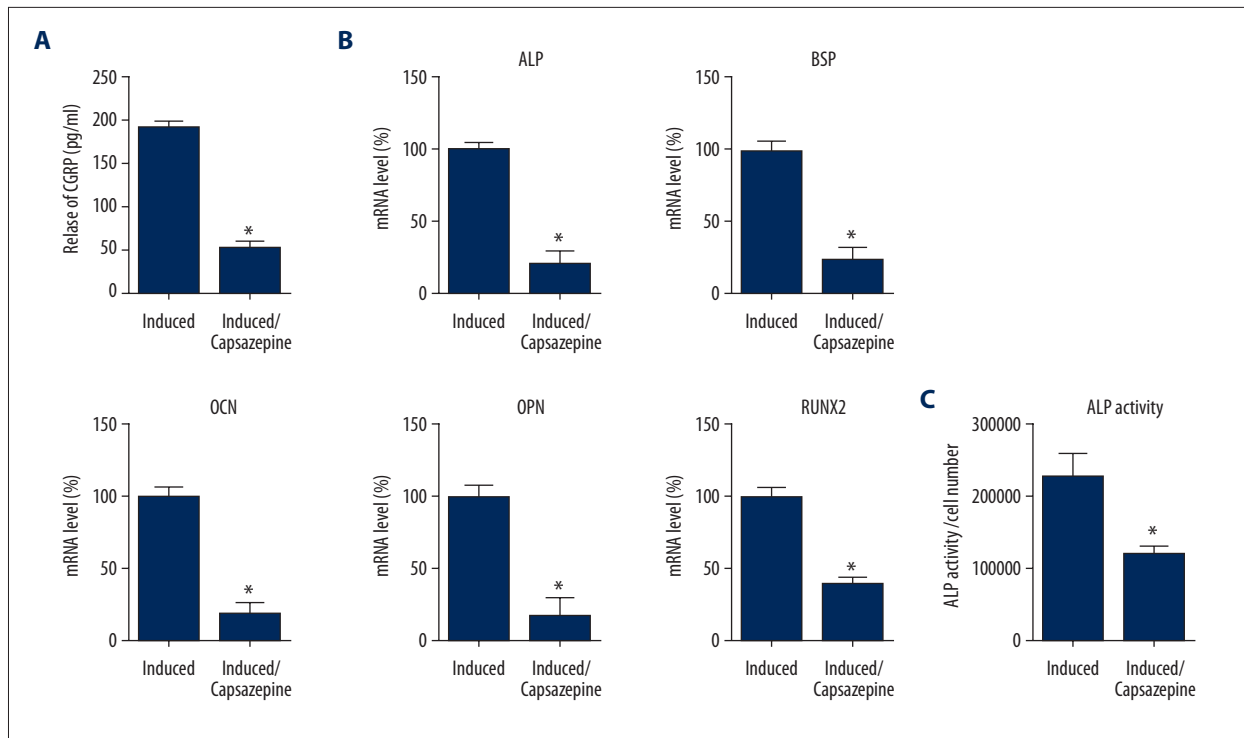 A
Relase of CGRP (pg/ml)
250
200
150
100
50
0
Induced
Induced/
Capsazepine
*
B
ALP
mRNA level (%)
150
100
50
0
Induced
Induced/
Capsazepine
*
BSP
mRNA level (%)
150
100
50
0
Induced
Induced/
Capsazepine
*
OCN
mRNA level (%)
150
100
50
0
Induced
Induced/
Capsazepine
*
OPN
mRNA level (%)
150
100
50
0
Induced
Induced/
Capsazepine
*
RUNX2
mRNA level (%)
150
100
50
0
Induced
Induced/
Capsazepine
*
C
ALP activity
ALP activity /cell number
300000
200000
100000
0
Induced
Induced/
Capsazepine
*